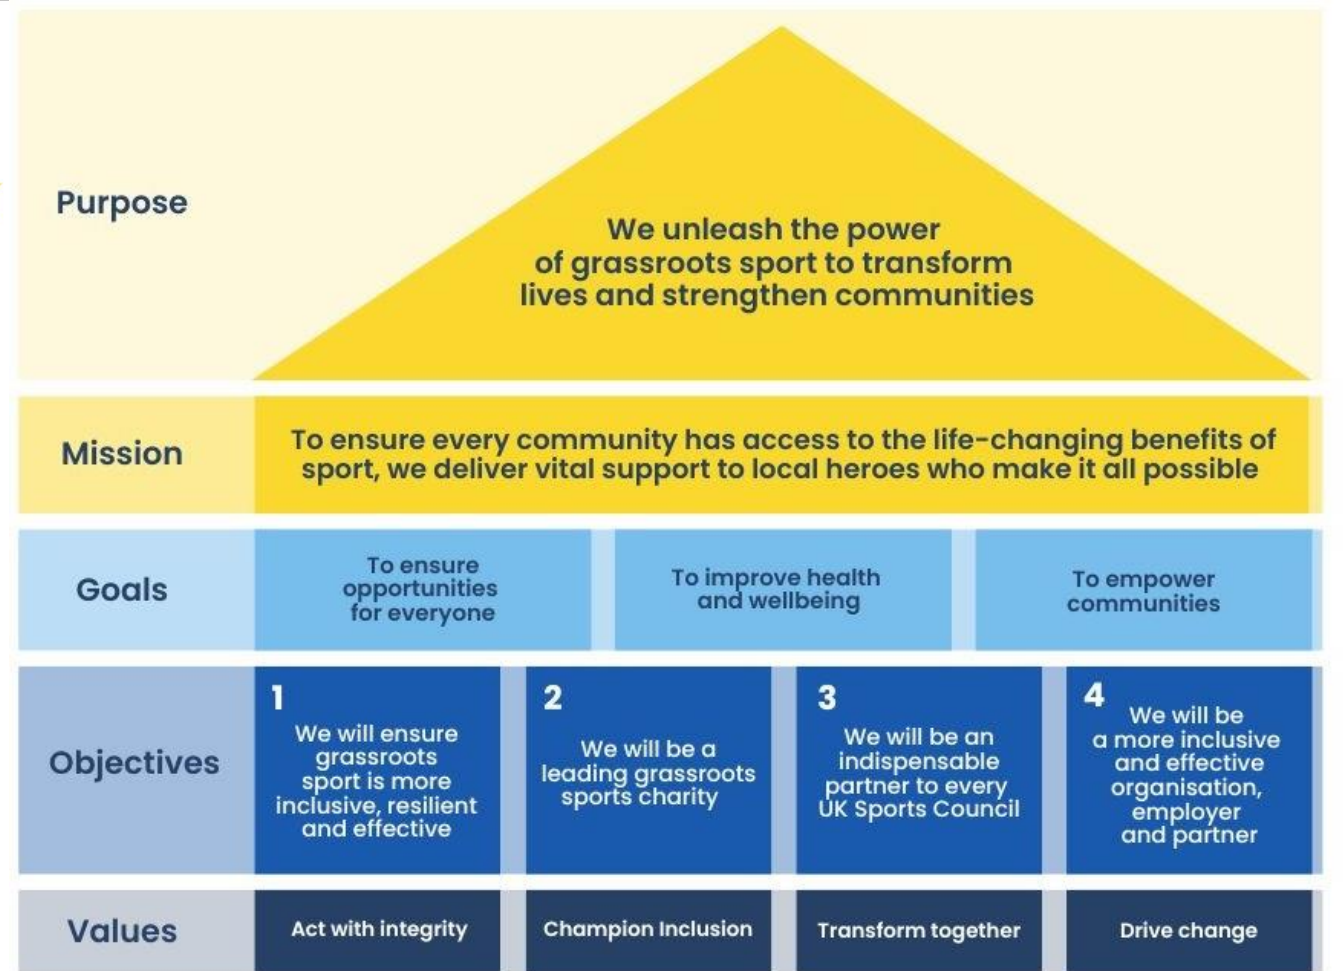 Purpose
We unleash the power
of grassroots sport to transform
lives and strengthen communities
Mission
To ensure every community has access to the life-changing benefits of
sport, we deliver vital support to local heroes who make it all possible
Goals
To ensure
opportunities
for everyone
To improve health
and wellbeing
To empower
communities
Objectives
1
We will ensure
grassroots
sport is more
inclusive, resilient
and effective
2
We will be a
leading grassroots
sports charity
3
We will be an
indispensable
partner to every
UK Sports Council
4
We will be
a more inclusive
and effective
organisation,
employer
and partner
Values
Act with integrity
Champion Inclusion
Transform together
Drive change